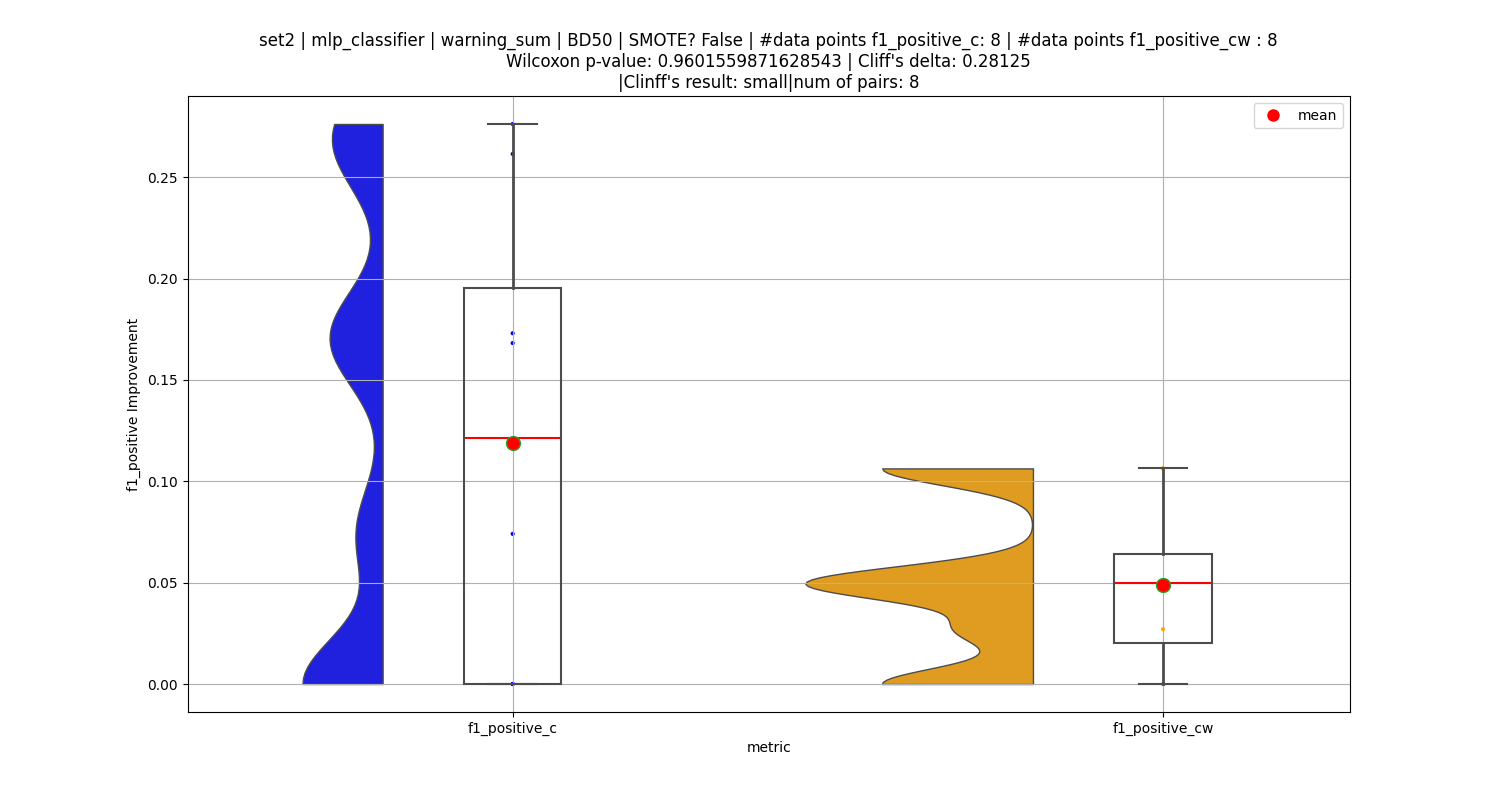 set2 | mlp_classifier | warning_sum | BD50 | SMOTE? False | #data points f1_positive_c: 8 | #data points f1_positive_cw : 8
Wilcoxon p-value: 0.9601559871628543 | Cliff's delta: 0.28125
|Clinff's result: small|num of pairs: 8
mean
0.25
0.20
0.15
0.10
0.05
0.00
f1_positive Improvement
f1_positive_c
f1_positive_cw
metric